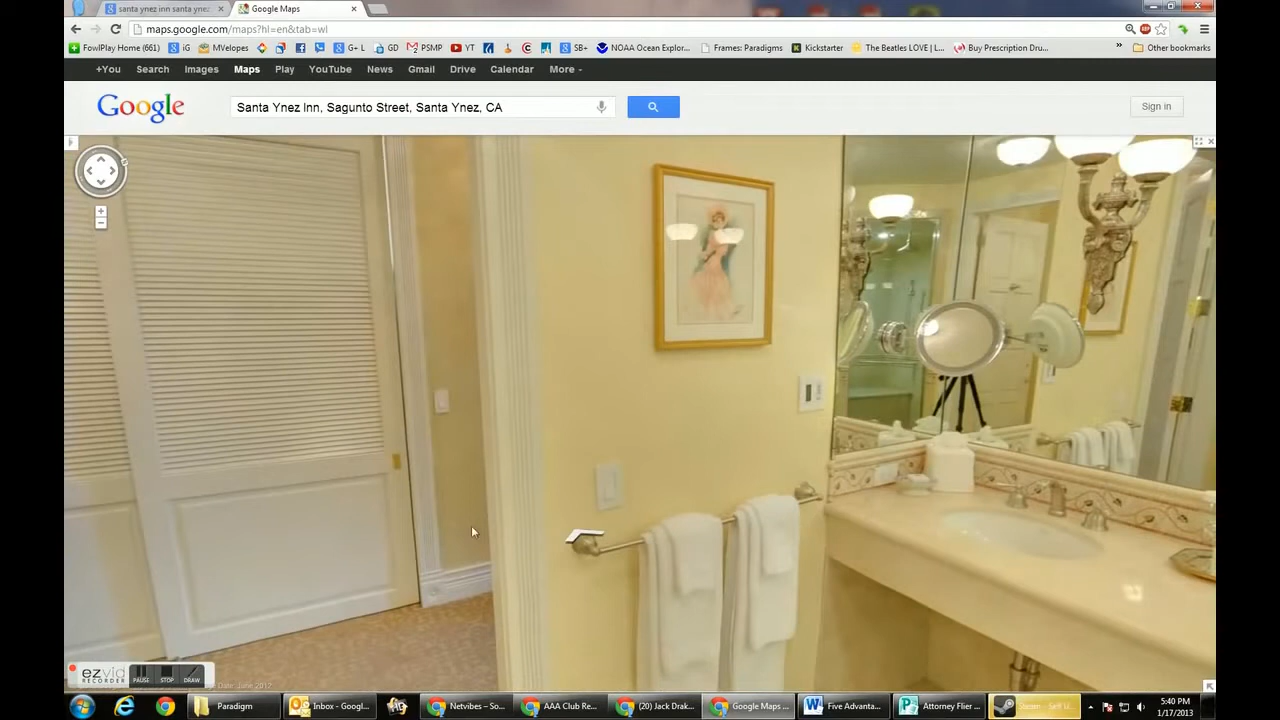 santa ynez inn santa ynez
Google Maps
maps.google.com/maps?hl=en&tab=wl
FowlPlay Home (661) iG MVelopes G+ L GD PSMP YT SB+ NOAA Ocean Explor... Frames: Paradigms Kickstarter The Beatles LOVE | L... Buy Prescription Dru... » Other bookmarks
+You Search Images Maps Play YouTube News Gmail Drive Calendar More
Google Santa Ynez Inn, Sagunto Street, Santa Ynez, CA Sign in
ezvid
RECORDER
PAUSE STOP DRAW
Date: June 2012
Paradigm Inbox - Googl... Netvibes – So... AAA Club Re... (20) Jack Drak... Google Maps ... Five Advanta... Attorney Flier ...
5:40 PM
1/17/2013